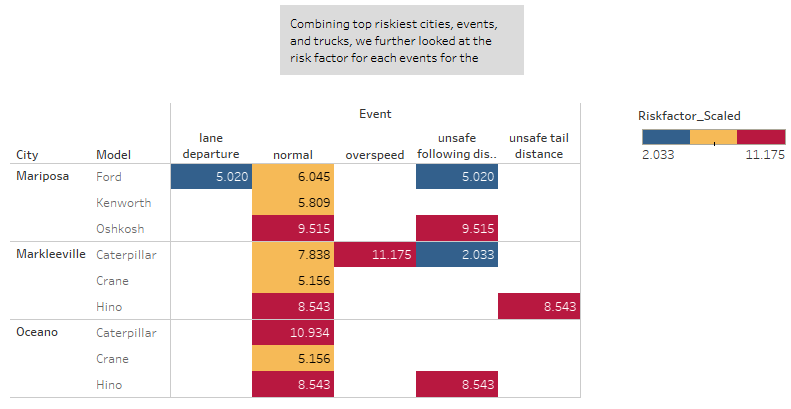 Combining top riskiest cities, events,
and trucks, we further looked at the
risk factor for each events for the
Event
Riskfactor_Scaled
2.033 11.175
City Model lane departure normal overspeed unsafe following dis.. unsafe tail distance
Mariposa Ford 5.020 6.045 5.020
Kenworth 5.809
Oshkosh 9.515 9.515
Markleeville Caterpillar 7.838 11.175 2.033
Crane 5.156
Hino 8.543 8.543
Oceano Caterpillar 10.934
Crane 5.156
Hino 8.543 8.543